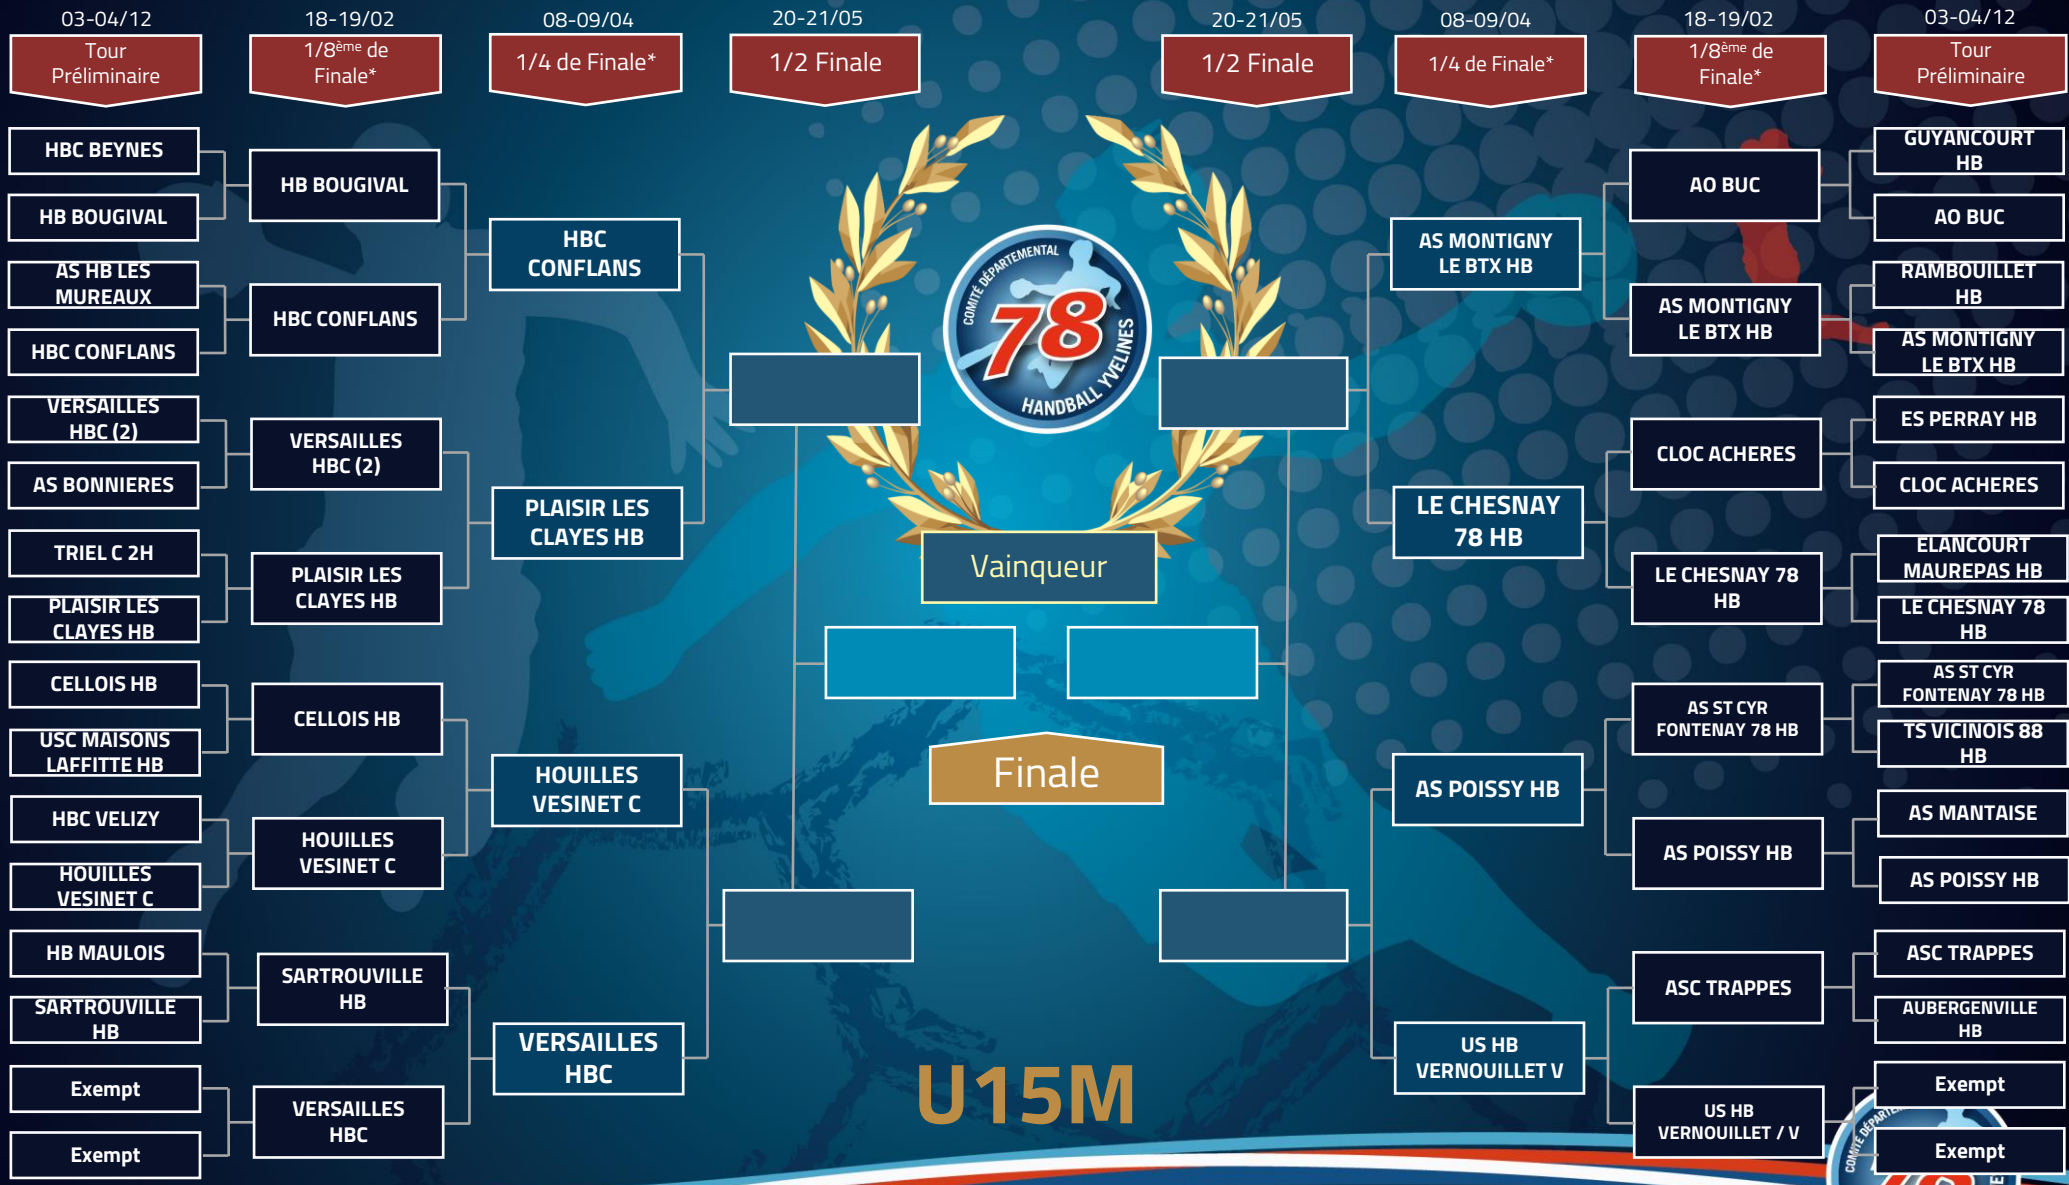 03-04/12
18-19/02
08-09/04
20-21/05
20-21/05
08-09/04
18-19/02
03-04/12
Tour
Préliminaire
1/8ème de
Finale*
1/4 de Finale*
1/2 Finale
1/2 Finale
1/4 de Finale*
1/8ème de
Finale*
Tour
Préliminaire
HBC BEYNES
HB BOUGIVAL
AS HB LES
MUREAUX
HBC CONFLANS
VERSAILLES
HBC (2)
AS BONNIERES
TRIEL C 2H
PLAISIR LES
CLAYES HB
CELLOIS HB
USC MAISONS
LAFFITTE HB
HBC VELIZY
HOUILLES
VESINET C
HB MAULOIS
SARTROUVILLE
HB
Exempt
Exempt
HB BOUGIVAL
HBC CONFLANS
VERSAILLES
HBC (2)
PLAISIR LES
CLAYES HB
CELLOIS HB
HOUILLES
VESINET C
SARTROUVILLE
HB
VERSAILLES
HBC
HBC
CONFLANS
PLAISIR LES
CLAYES HB
HOUILLES
VESINET C
VERSAILLES
HBC
COMITÉ DÉPARTEMENTAL
78
HANDBALL YVELINES
Vainqueur
Finale
U15M
AS MONTIGNY
LE BTX HB
LE CHESNAY
78 HB
AS POISSY HB
US HB
VERNOUILLET V
AO BUC
AS MONTIGNY
LE BTX HB
CLOC ACHERES
LE CHESNAY 78
HB
AS ST CYR
FONTENAY 78 HB
AS POISSY HB
ASC TRAPPES
US HB
VERNOUILLET / V
GUYANCOURT
HB
AO BUC
RAMBOUILLET
HB
AS MONTIGNY
LE BTX HB
ES PERRAY HB
CLOC ACHERES
ELANCOURT
MAUREPAS HB
LE CHESNAY 78
HB
AS ST CYR
FONTENAY 78 HB
TS VICINOIS 88
HB
AS MANTAISE
AS POISSY HB
ASC TRAPPES
AUBERGENVILLE
HB
Exempt
Exempt